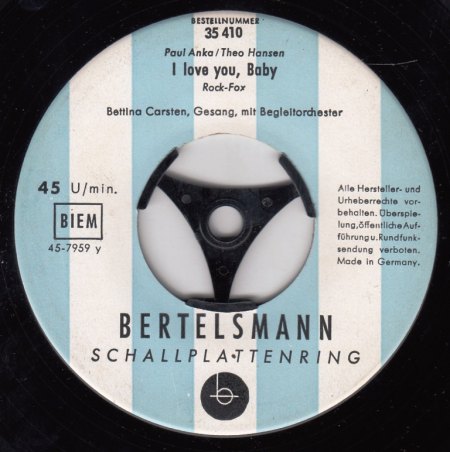 BESTELLNUMMER
35 410
Paul Anka/Theo Hansen
I love you, Baby
Rock-Fox
Bettina Carsten, Gesang, mit Begleitorchester
45 U/min.
BIEM
45-7959 y
Alle Hersteller- und
Urheberrechte vor-
behalten. Überspie-
lung, öffentliche Auf-
führung u. Rundfunk-
sendung verboten.
Made in Germany.
BERTELSMANN
SCHALLPLATTENRING
b